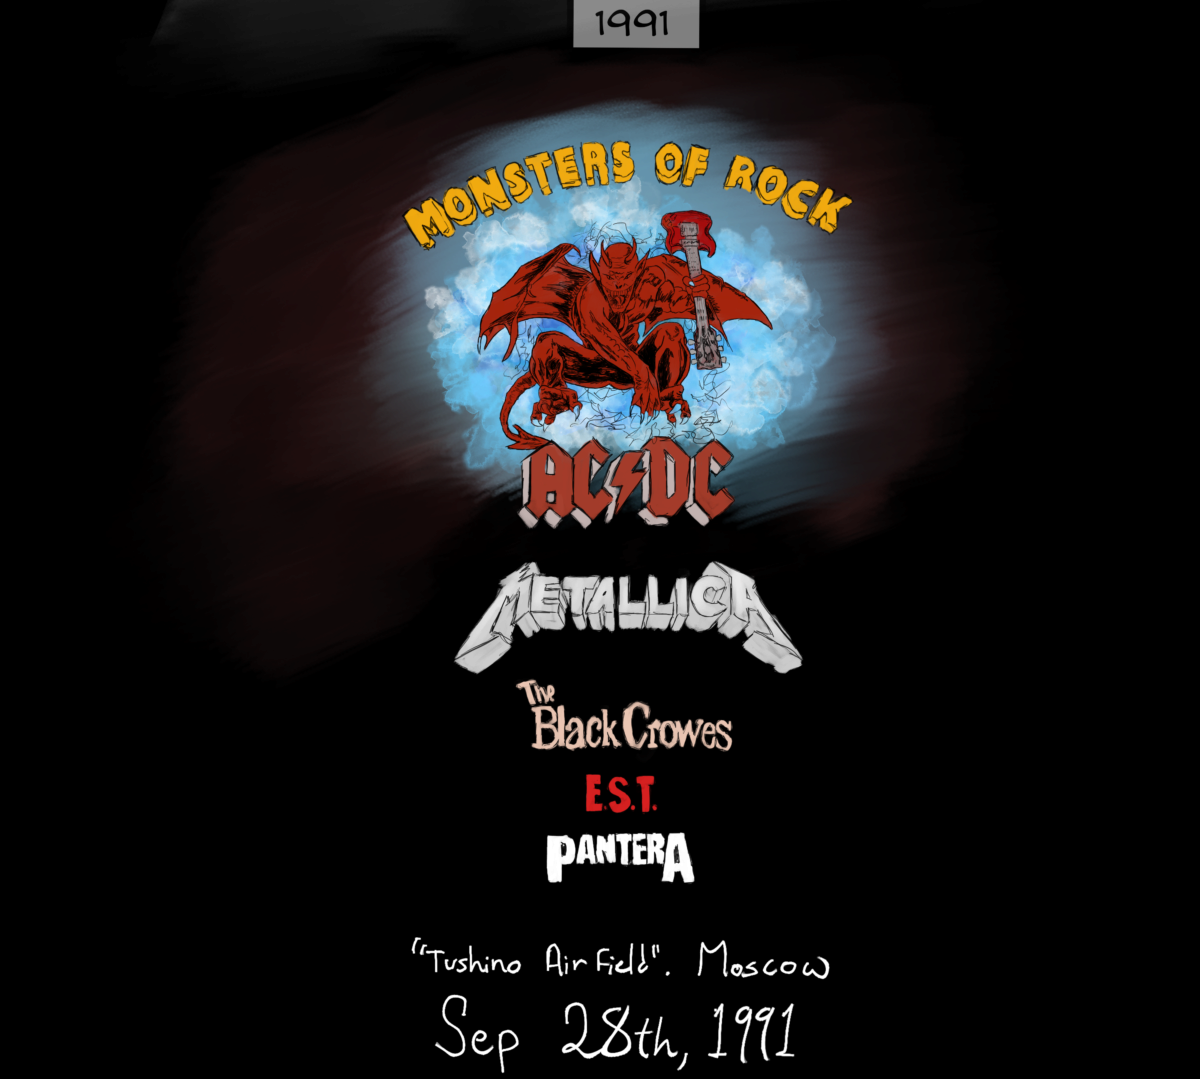 1991
MONSTERS OF ROCK
AC⚡DC
METALLICA
The
Black Crowes
E.S.T.
PANTERA
"Tushino Air Field". Moscow
Sep 28th, 1991